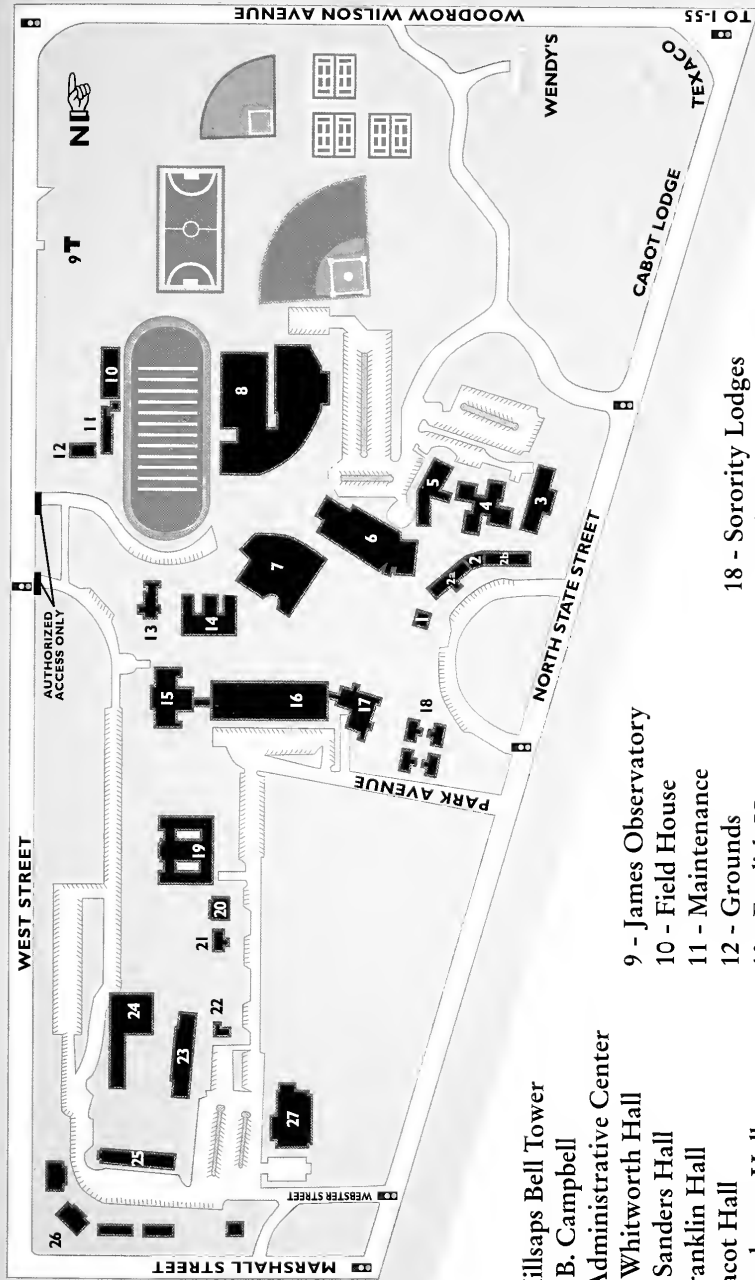 WOODROW WILSON AVENUE
TO I-55
TEXACO
WENDY'S
CABOT LODGE
N
9
WEST STREET
AUTHORIZED
ACCESS ONLY
NORTH STATE STREET
PARK AVENUE
WEBSTER STREET
MARSHALL STREET
12
11
10
8
13
14
7
6
5
4
3
2
2a
2b
1
15
16
17
18
19
20
21
22
23
24
25
26
27
illsaps Bell Tower
B. Campbell
Administrative Center
Whitworth Hall
Sanders Hall
ranklin Hall
acot Hall
9 - James Observatory
10 - Field House
11 - Maintenance
12 - Grounds
18 - Sorority Lodges